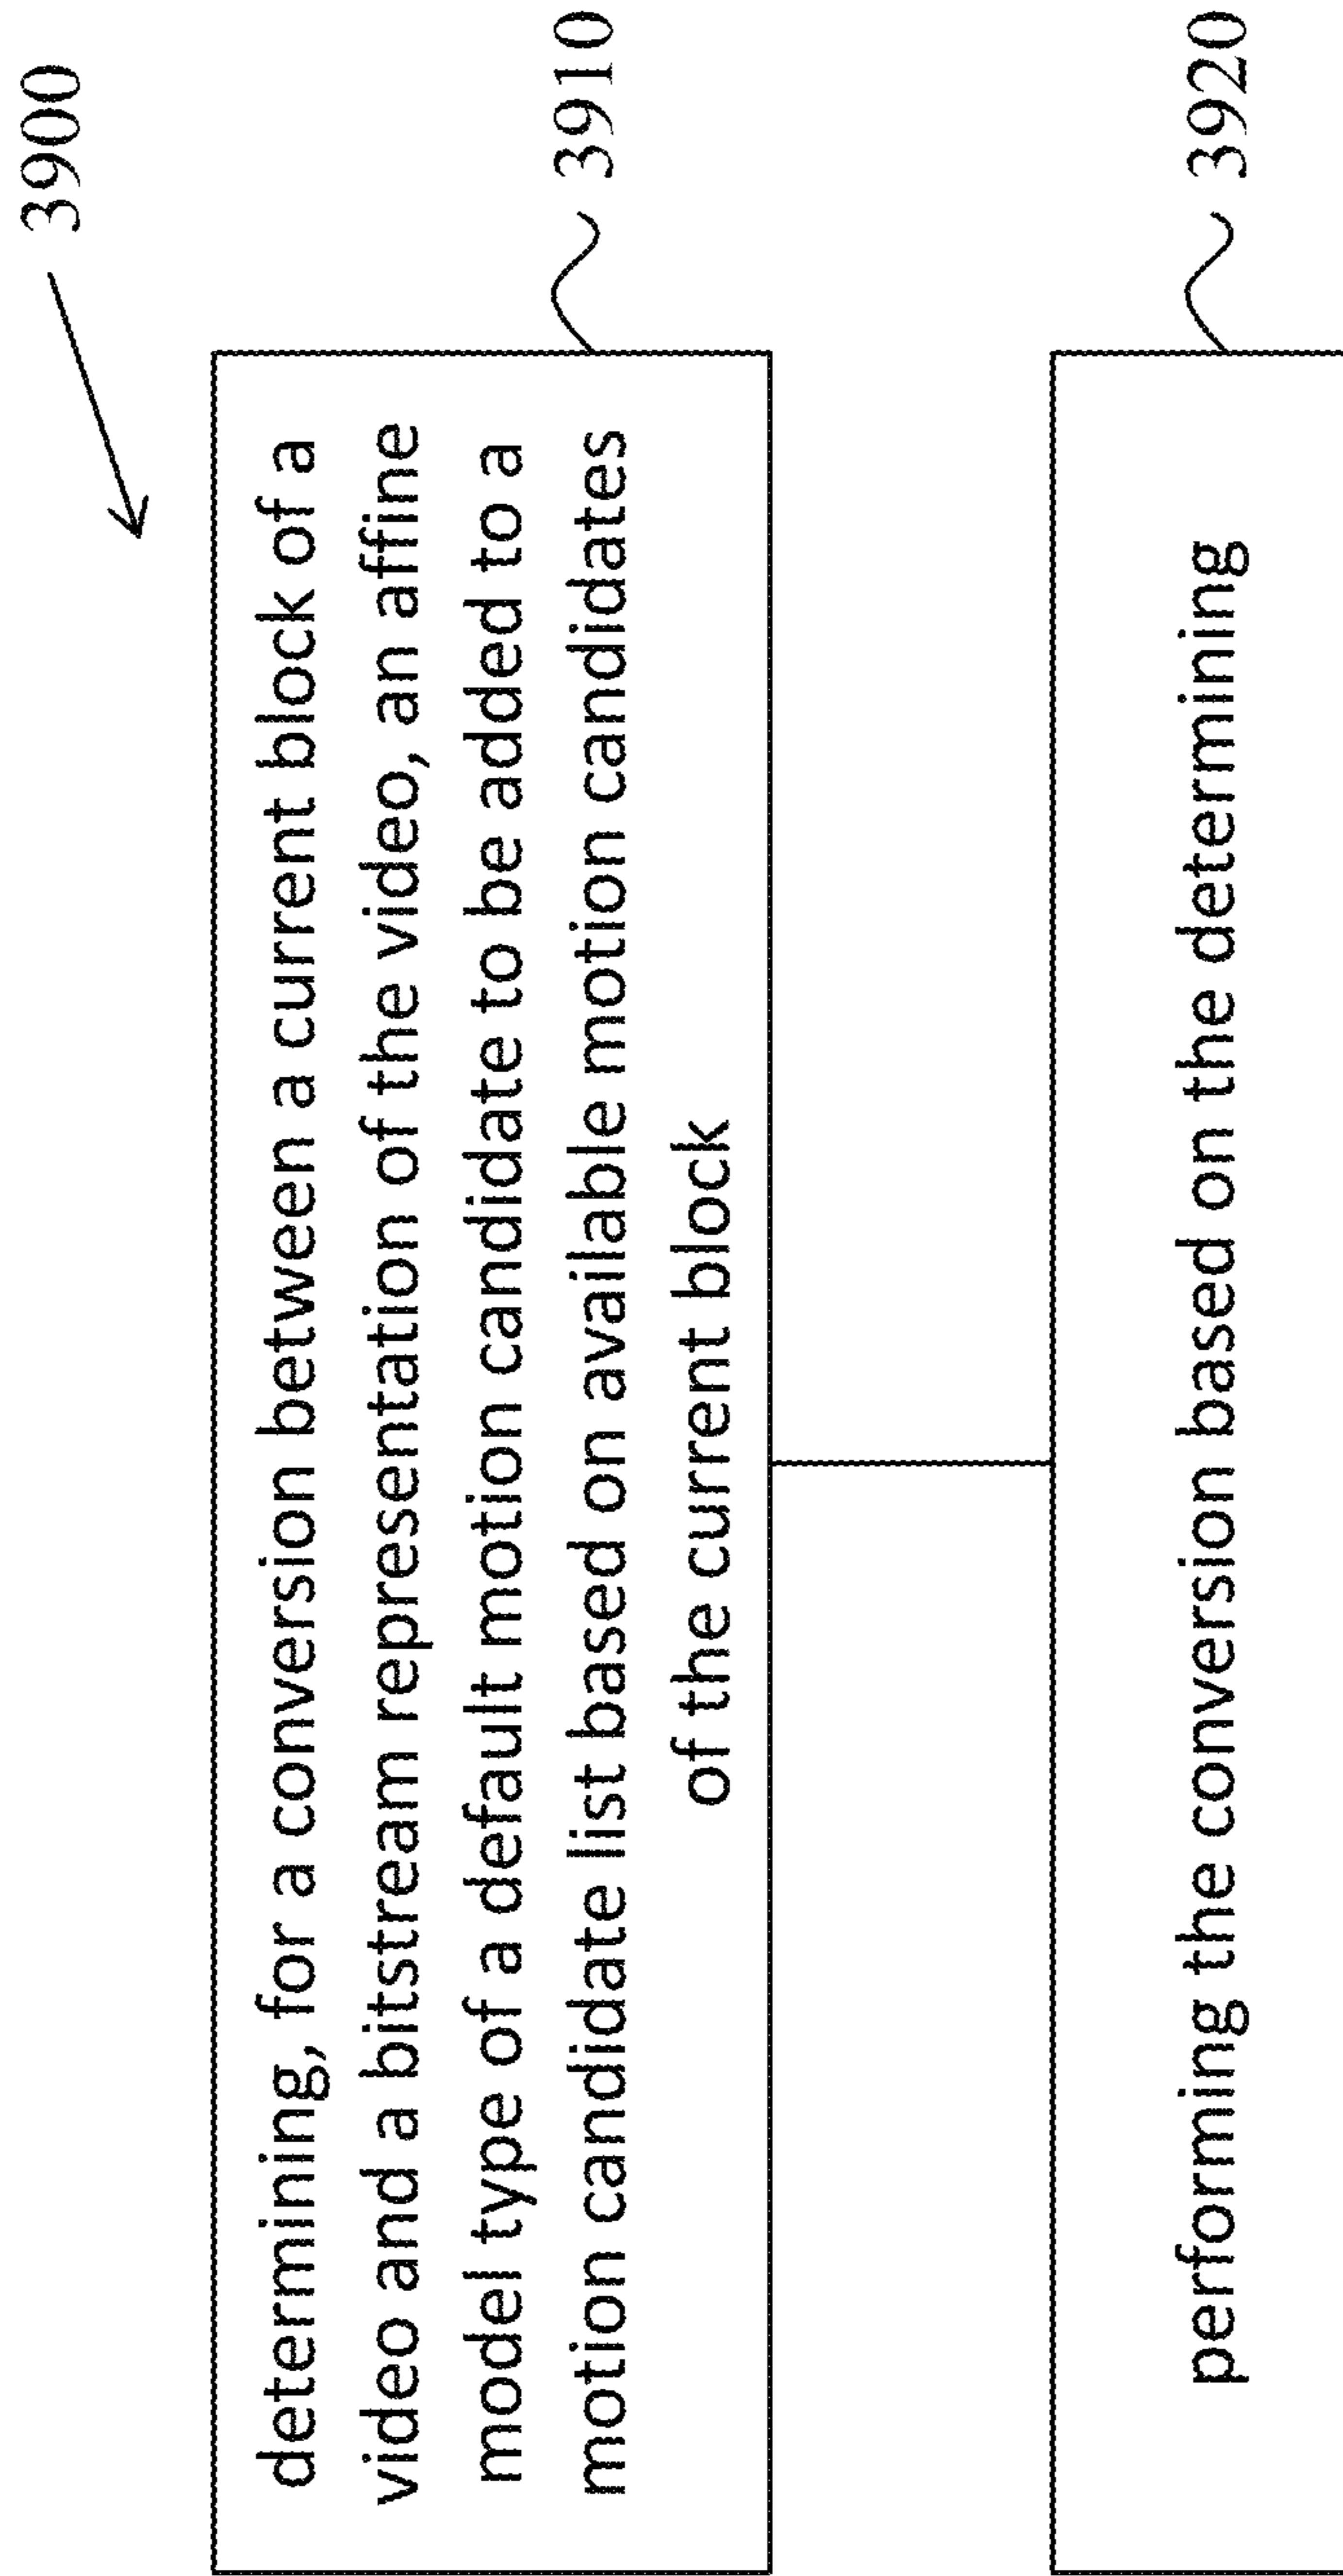 3900
determining, for a conversion between a current block of a
video and a bitstream representation of the video, an affine
model type of a default motion candidate to be added to a
motion candidate list based on available motion candidates
of the current block
3910
performing the conversion based on the determining
3920